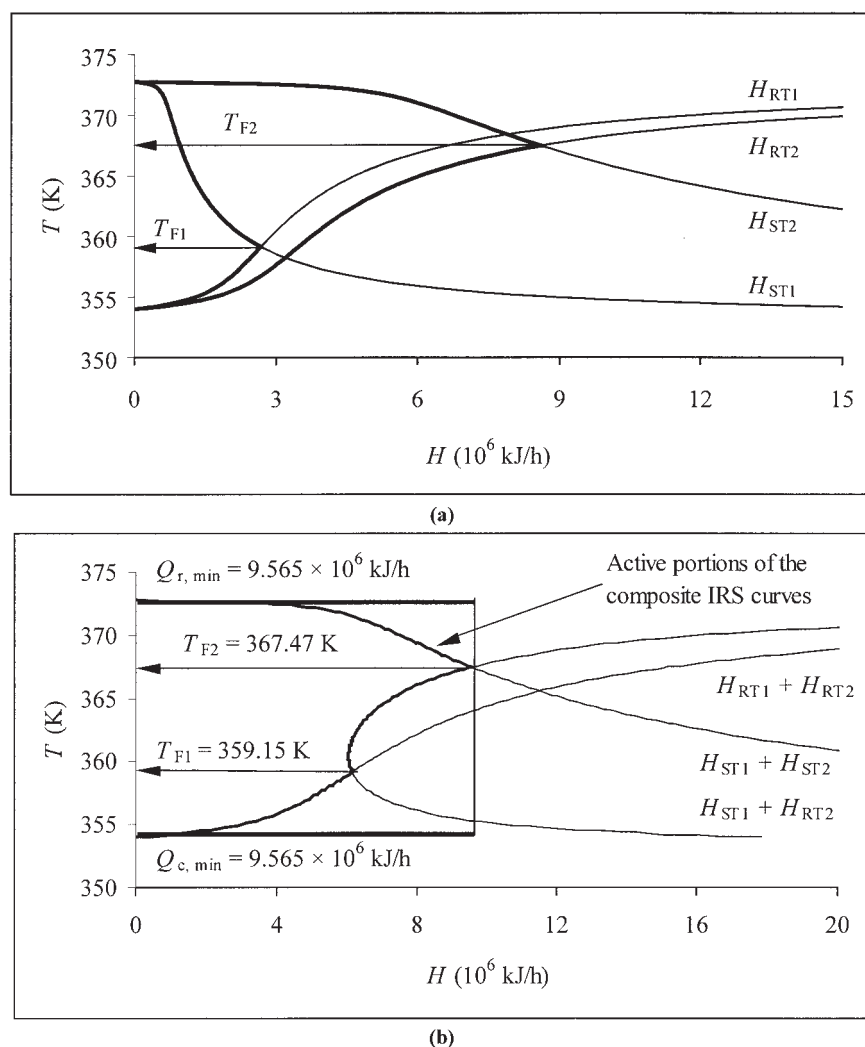 375
370
365
360
355
350
T (K)
T_F2
T_F1
H_RT1
H_RT2
H_ST2
H_ST1
0 3 6 9 12 15
H (10^6 kJ/h)
(a)
375
370
365
360
355
350
T (K)
Q_r, min = 9.565 × 10^6 kJ/h
Active portions of the
composite IRS curves
T_F2 = 367.47 K
H_RT1 + H_RT2
T_F1 = 359.15 K
H_ST1 + H_ST2
H_ST1 + H_RT2
Q_c, min = 9.565 × 10^6 kJ/h
0 4 8 12 16 20
H (10^6 kJ/h)
(b)